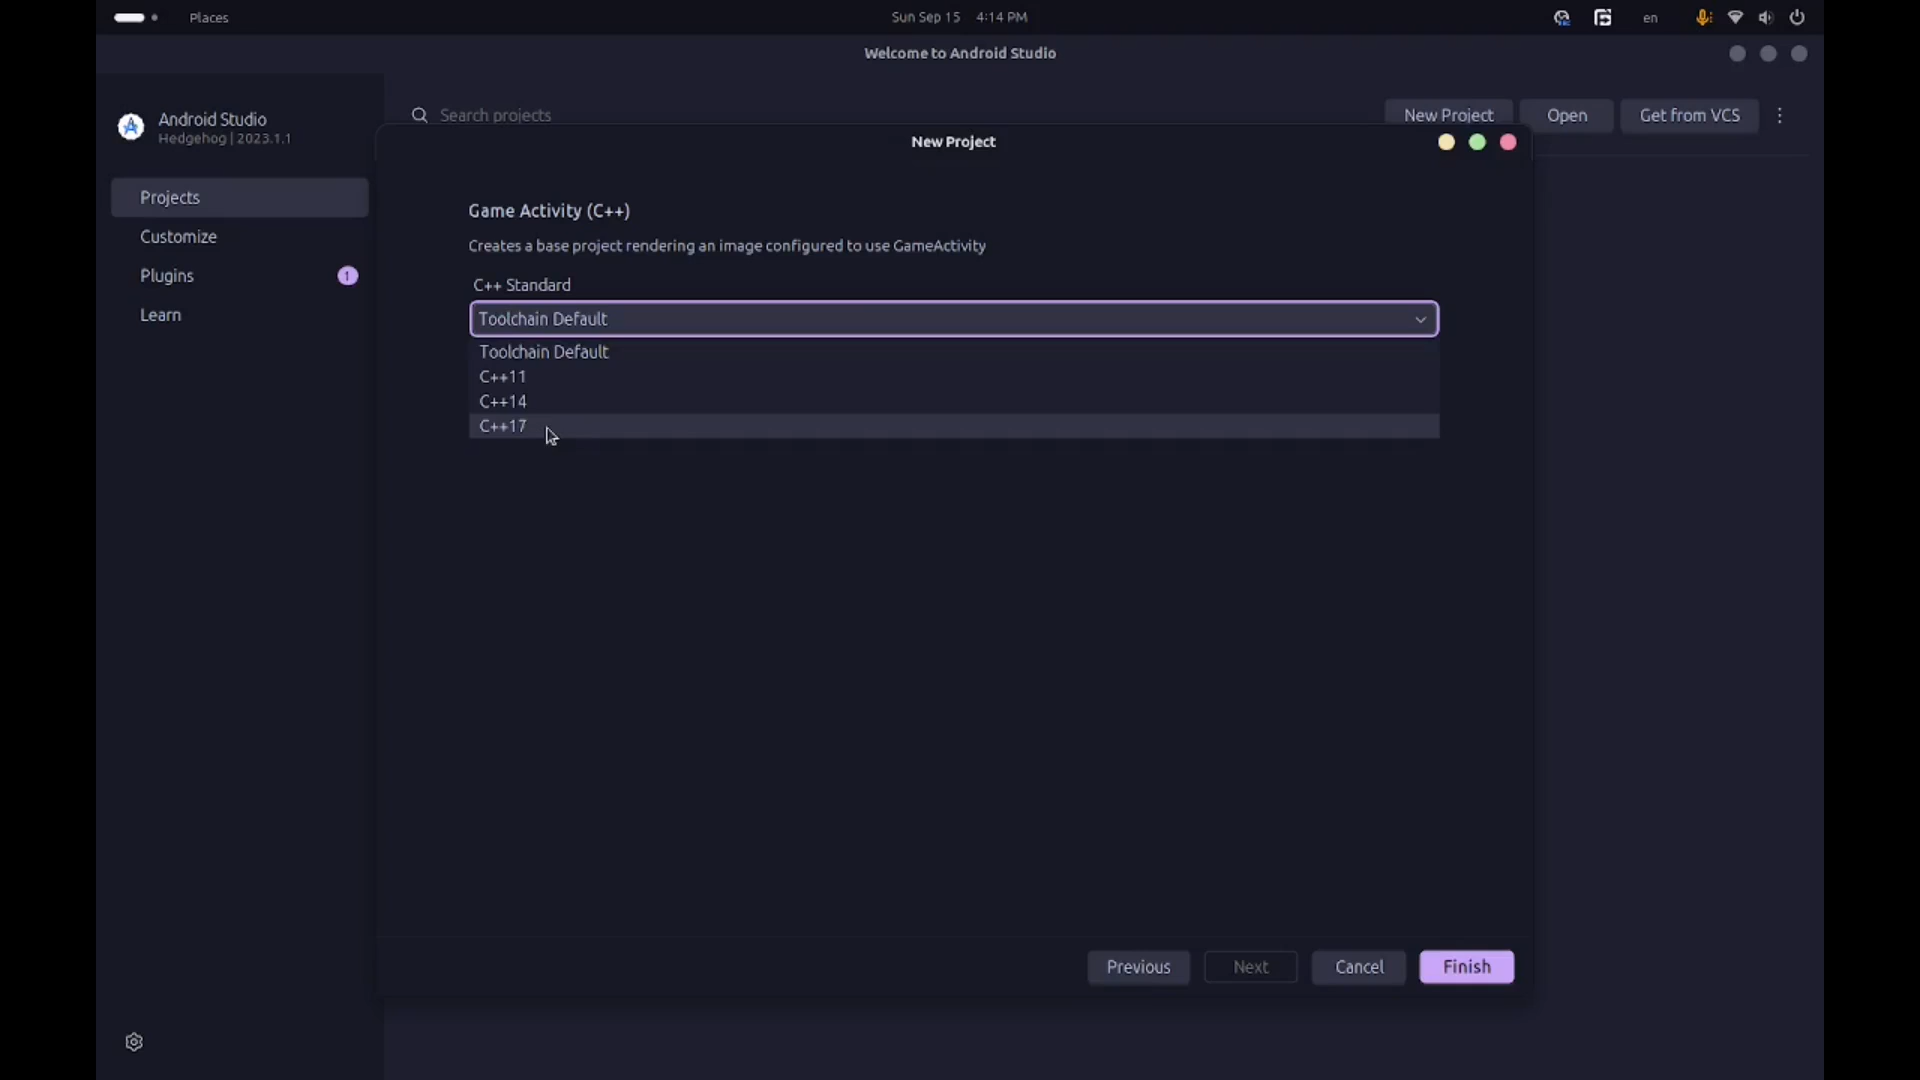 Places
Sun Sep 15 4:14 PM
en
Welcome to Android Studio
Android Studio
Hedgehog | 2023.1.1
Search projects
New Project
Open
Get from VCS
New Project
Projects
Customize
Plugins
1
Learn
Game Activity (C++)
Creates a base project rendering an image configured to use GameActivity
C++ Standard
Toolchain Default
Toolchain Default
C++11
C++14
C++17
Previous
Next
Cancel
Finish